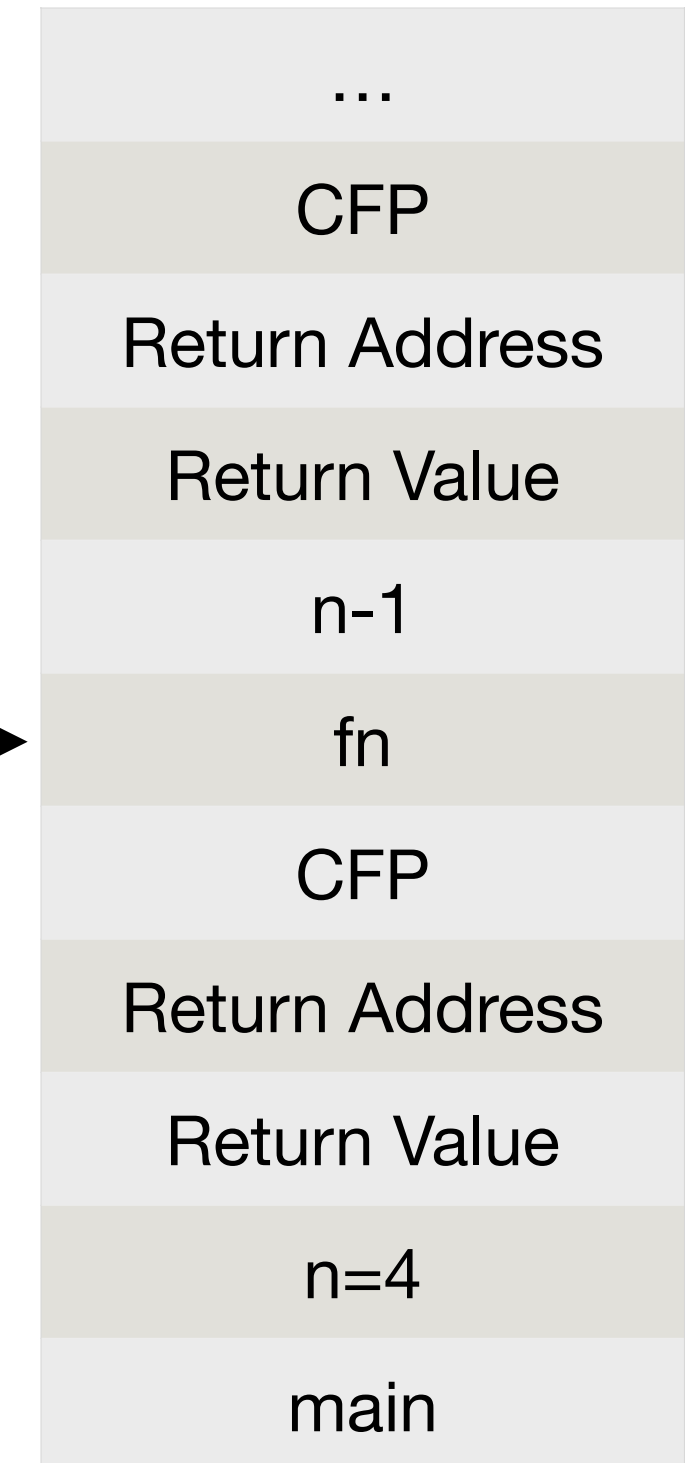 ...
CFP
Return Address
Return Value
n-1
fn
CFP
Return Address
Return Value
n=4
main